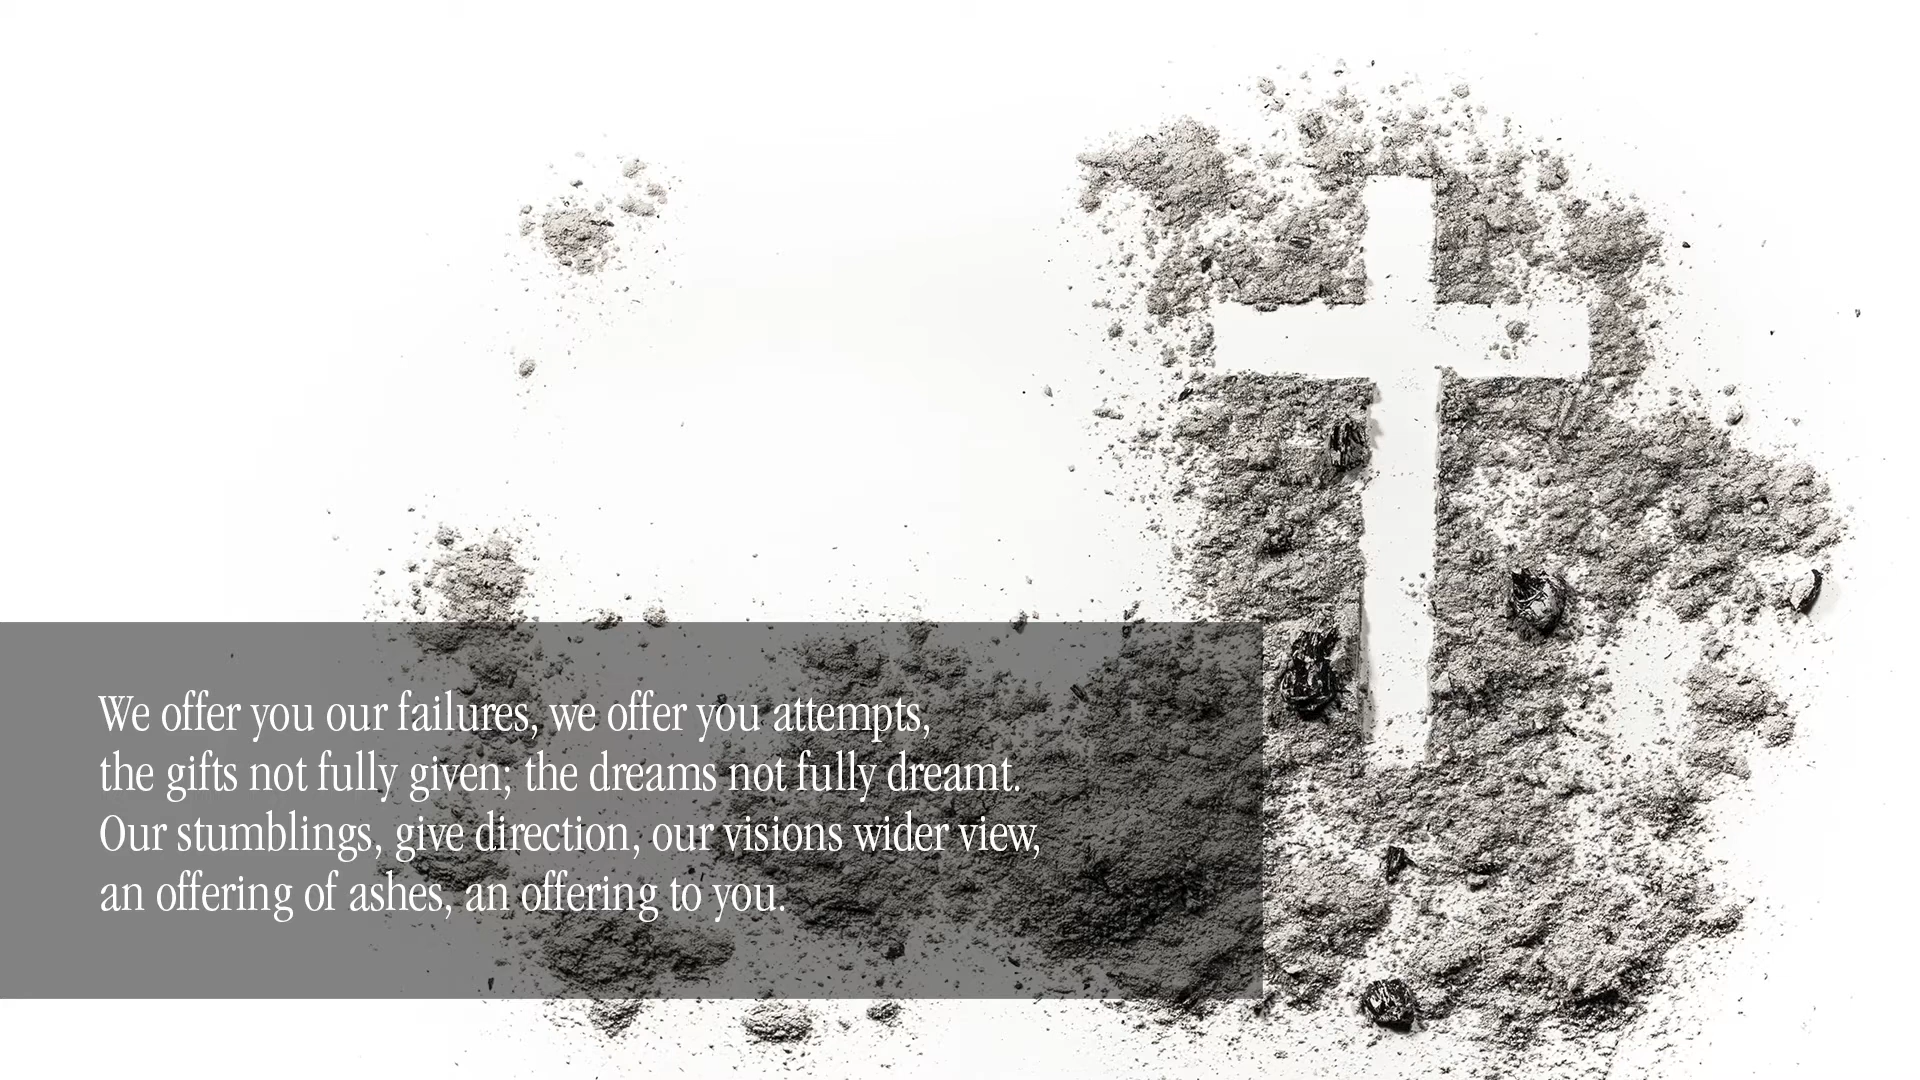 We offer you our failures, we offer you attempts,
the gifts not fully given; the dreams not fully dreamt.
Our stumblings, give direction, our visions wider view,
an offering of ashes, an offering to you.